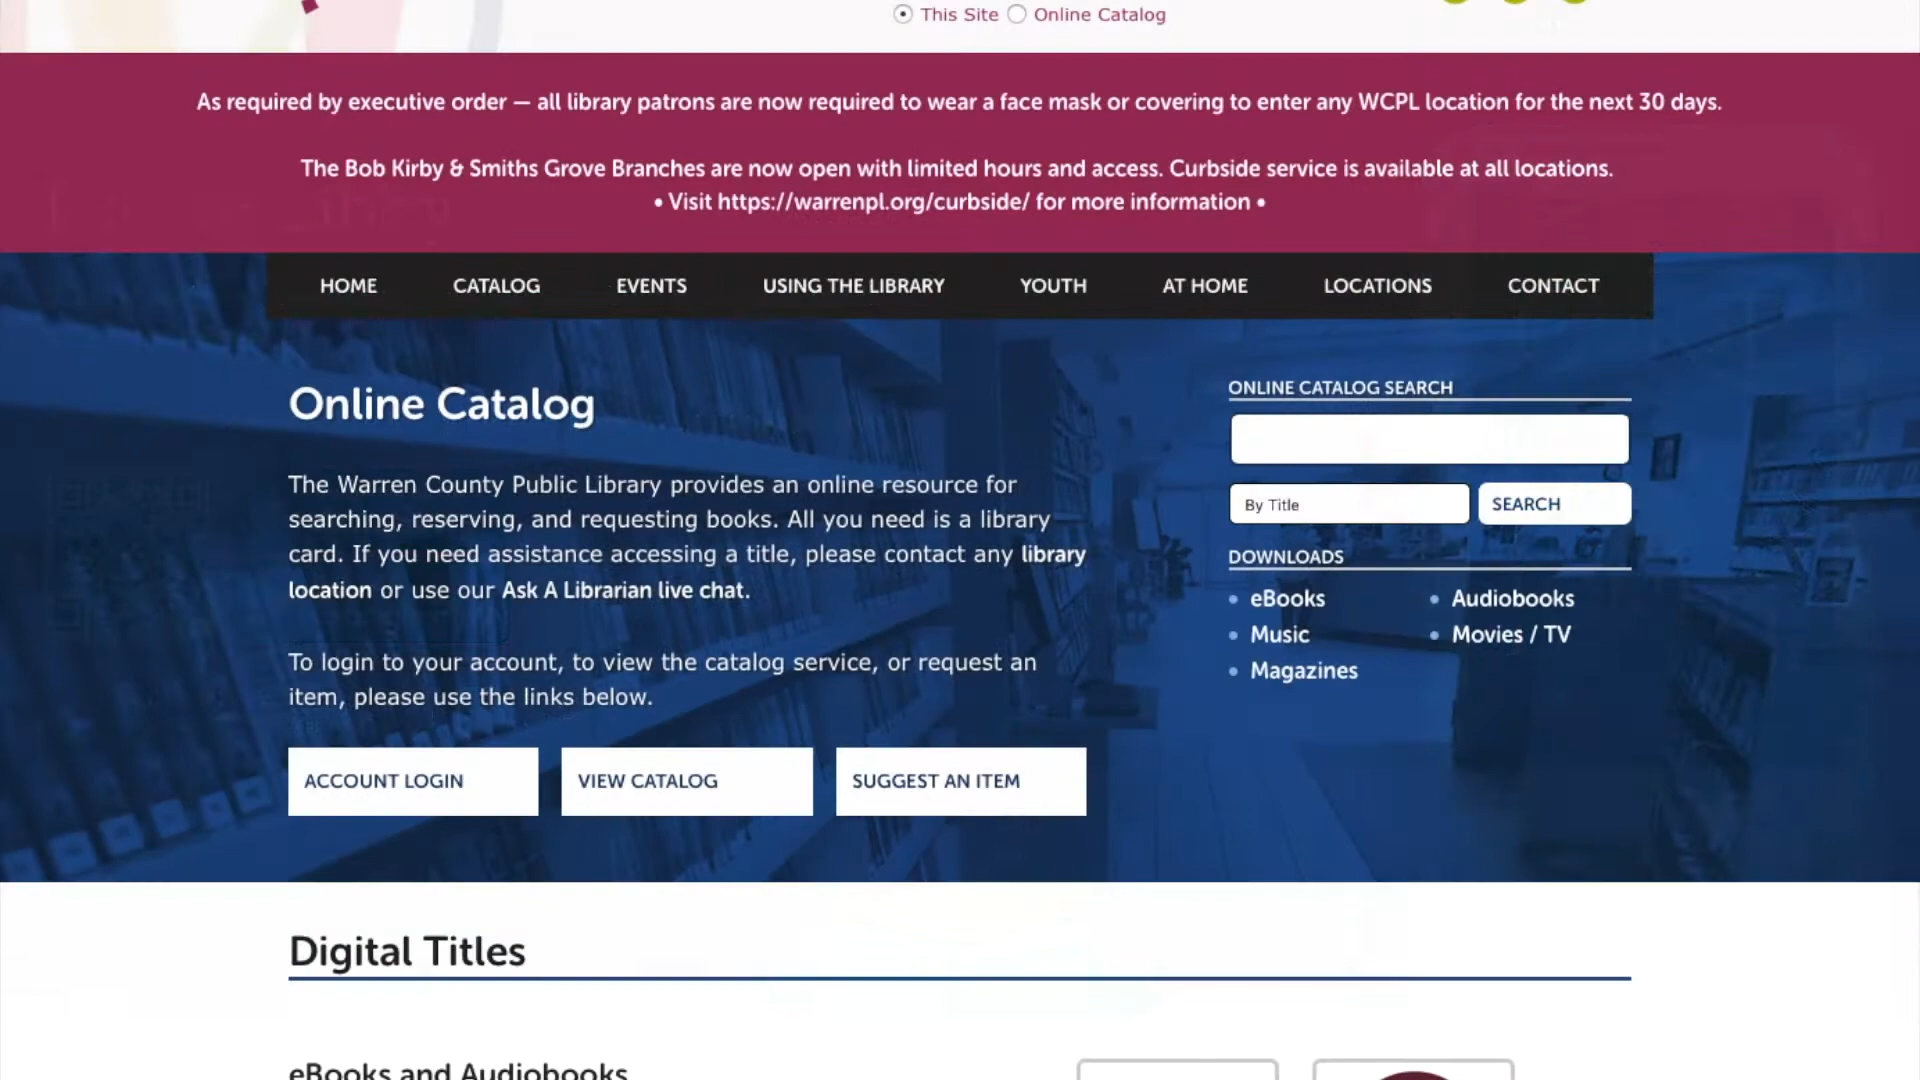 This Site Online Catalog
As required by executive order — all library patrons are now required to wear a face mask or covering to enter any WCPL location for the next 30 days.
The Bob Kirby & Smiths Grove Branches are now open with limited hours and access. Curbside service is available at all locations.
• Visit https://warrenpl.org/curbside/ for more information •
HOME CATALOG EVENTS USING THE LIBRARY YOUTH AT HOME LOCATIONS CONTACT
Online Catalog
The Warren County Public Library provides an online resource for
searching, reserving, and requesting books. All you need is a library
card. If you need assistance accessing a title, please contact any library
location or use our Ask A Librarian live chat.
To login to your account, to view the catalog service, or request an
item, please use the links below.
ACCOUNT LOGIN VIEW CATALOG SUGGEST AN ITEM
ONLINE CATALOG SEARCH
By Title SEARCH
DOWNLOADS
• eBooks • Audiobooks
• Music • Movies / TV
• Magazines
Digital Titles
eBooks and Audiobooks